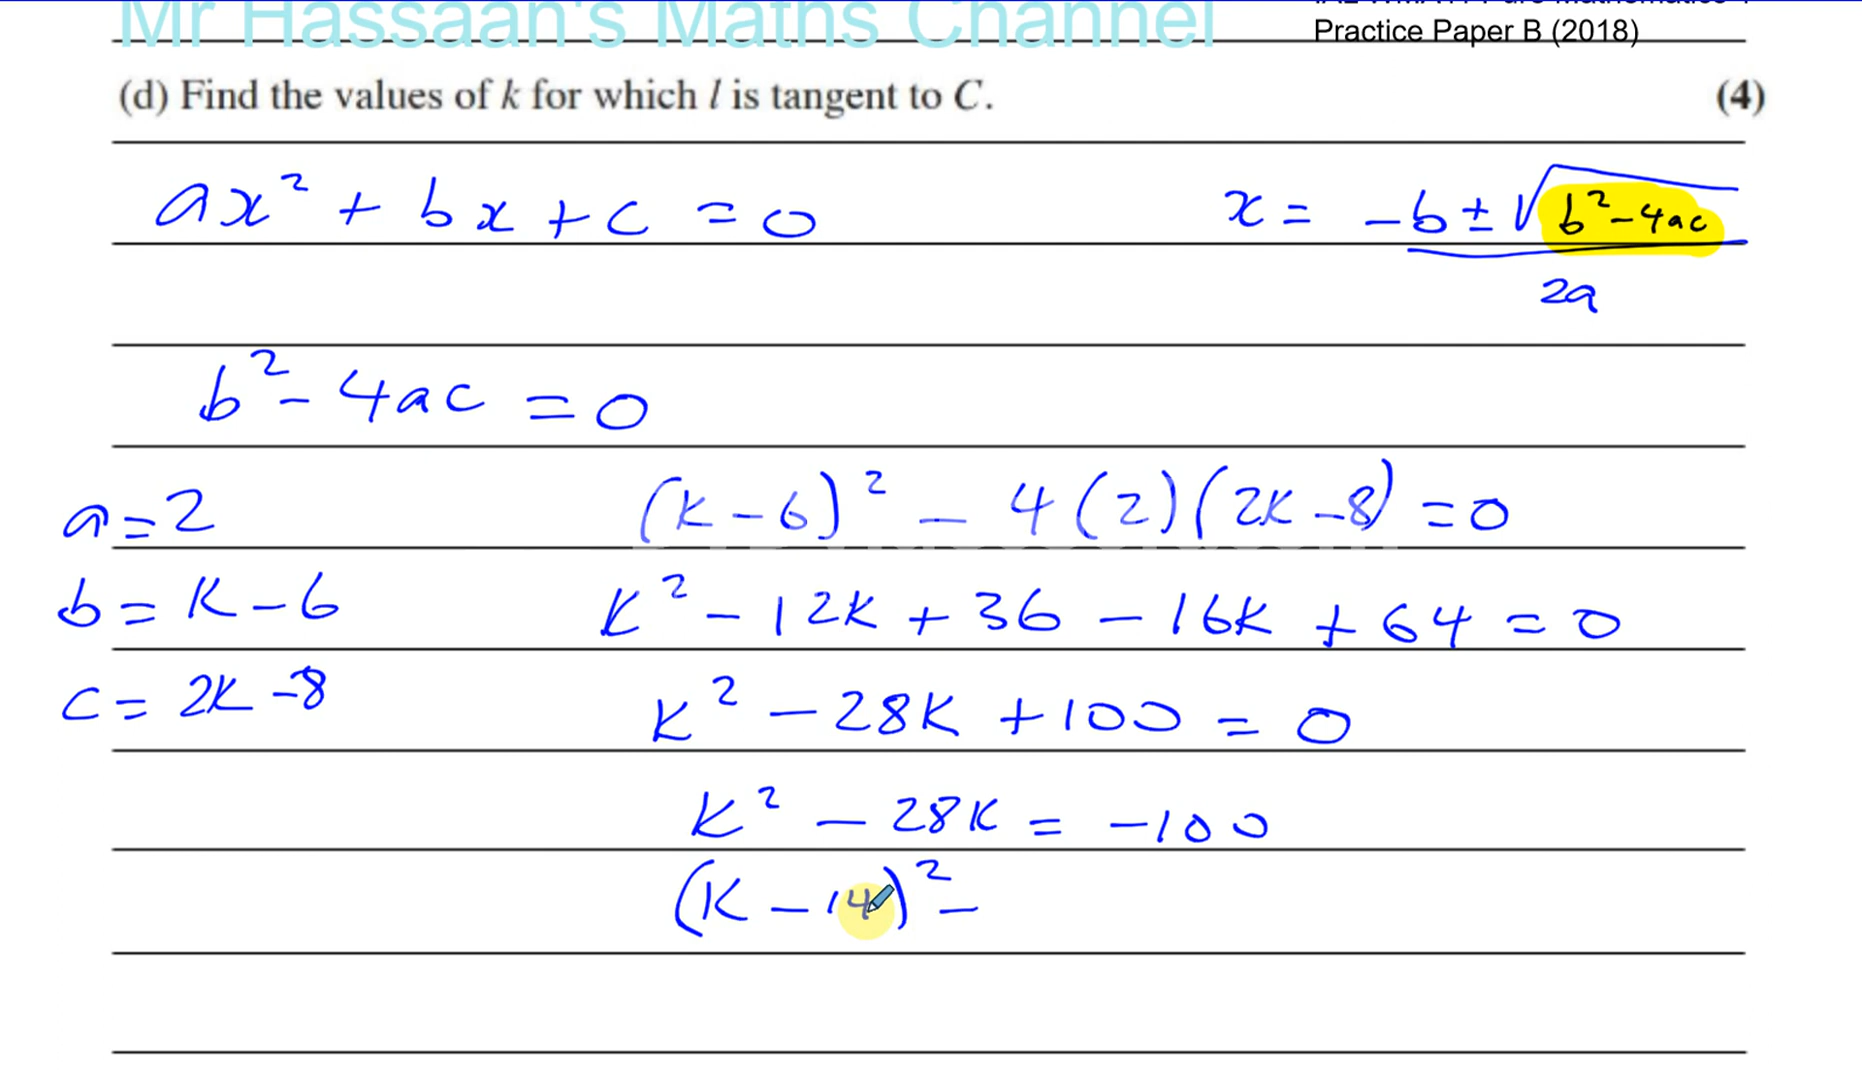 Mr Hassaan's Maths Channel
Practice Paper B (2018)
(d) Find the values of k for which l is tangent to C. (4)
ax² + bx + c = 0
x = -b ± √b² - 4ac
2a
b² - 4ac = 0
a = 2
(k - 6)² - 4(2)(2k - 8) = 0
b = k - 6
k² - 12k + 36 - 16k + 64 = 0
c = 2k - 8
k² - 28k + 100 = 0
k² - 28k = -100
(k - 14)² -